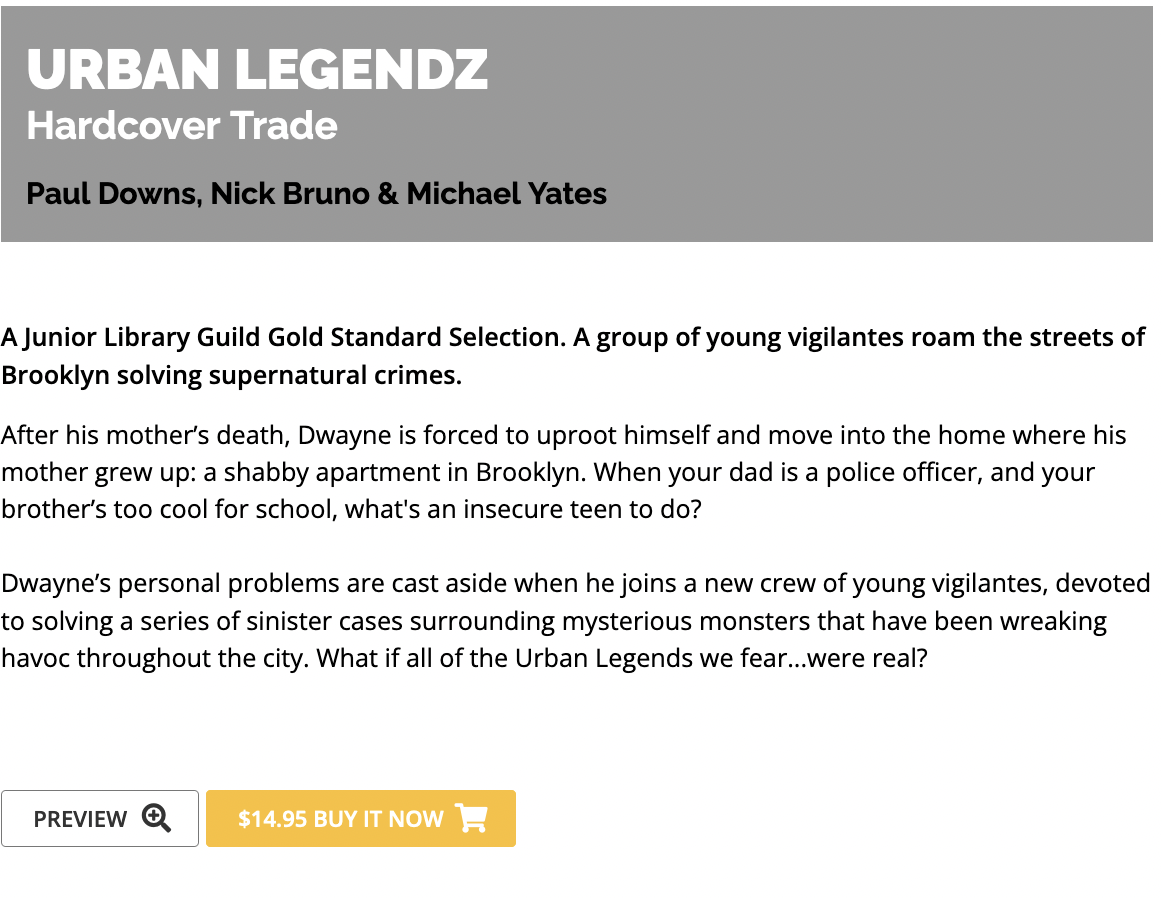 URBAN LEGENDZ
Hardcover Trade
Paul Downs, Nick Bruno & Michael Yates
A Junior Library Guild Gold Standard Selection. A group of young vigilantes roam the streets of
Brooklyn solving supernatural crimes.
After his mother’s death, Dwayne is forced to uproot himself and move into the home where his
mother grew up: a shabby apartment in Brooklyn. When your dad is a police officer, and your
brother’s too cool for school, what's an insecure teen to do?
Dwayne’s personal problems are cast aside when he joins a new crew of young vigilantes, devoted
to solving a series of sinister cases surrounding mysterious monsters that have been wreaking
havoc throughout the city. What if all of the Urban Legends we fear...were real?
PREVIEW
$14.95 BUY IT NOW